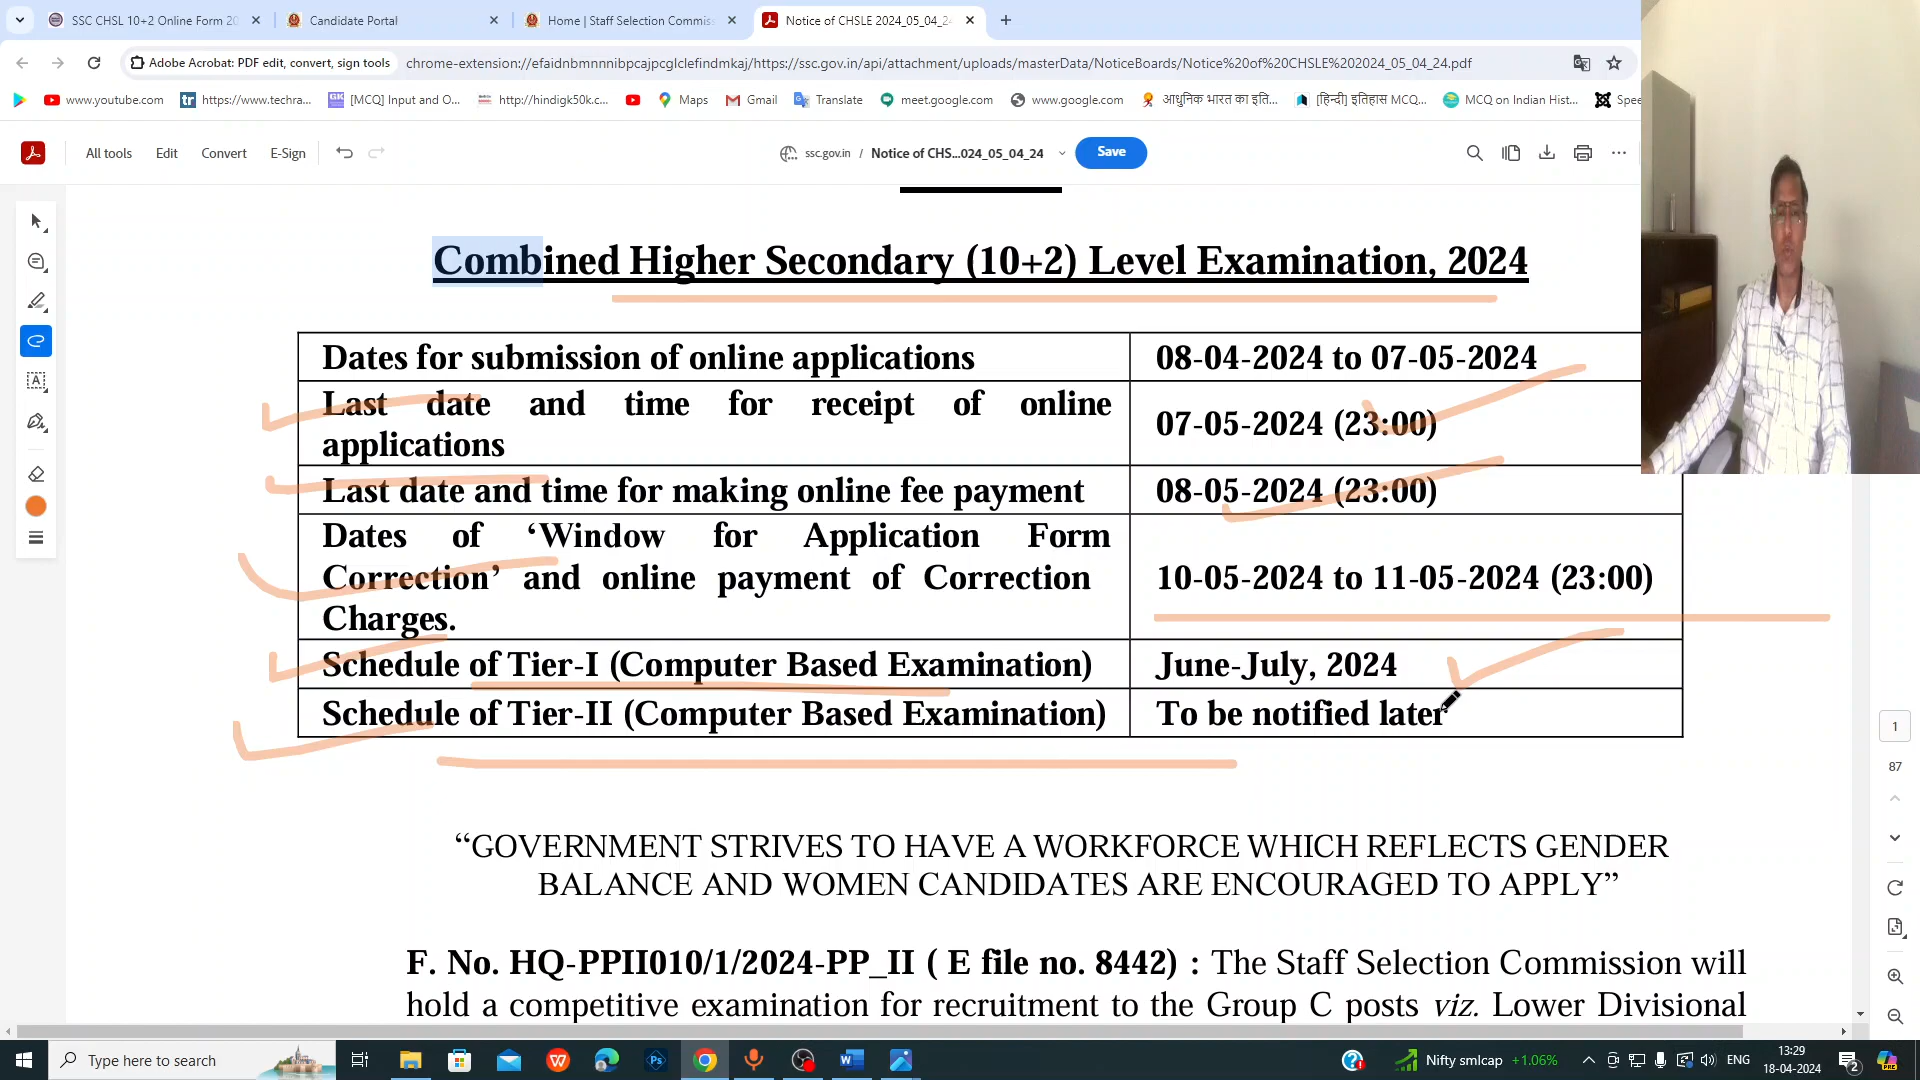 SSC CHSL 10+2 Online Form 20
Candidate Portal
Home | Staff Selection Commiss
Notice of CHSLE 2024_05_04_24
Adobe Acrobat: PDF edit, convert, sign tools
chrome-extension://efaidnbmnnnibpcajpcglclefindmkaj/https://ssc.gov.in/api/attachment/uploads/masterData/NoticeBoards/Notice%20of%20CHSLE%202024_05_04_24.pdf
www.youtube.com
https://www.techra...
[MCQ] Input and O...
http://hindigk50k.c...
Maps
Gmail
Translate
meet.google.com
www.google.com
आधुनिक भारत का इति...
[हिन्दी] इतिहास MCQ...
MCQ on Indian Hist...
Spee
All tools
Edit
Convert
E-Sign
ssc.gov.in / Notice of CHS...024_05_04_24
Save
Combined Higher Secondary (10+2) Level Examination, 2024
Dates for submission of online applications
08-04-2024 to 07-05-2024
Last date and time for receipt of online
applications
07-05-2024 (23:00)
Last date and time for making online fee payment
08-05-2024 (23:00)
Dates of ‘Window for Application Form
Correction’ and online payment of Correction
Charges.
10-05-2024 to 11-05-2024 (23:00)
Schedule of Tier-I (Computer Based Examination)
June-July, 2024
Schedule of Tier-II (Computer Based Examination)
To be notified later
1
87
“GOVERNMENT STRIVES TO HAVE A WORKFORCE WHICH REFLECTS GENDER
BALANCE AND WOMEN CANDIDATES ARE ENCOURAGED TO APPLY”
F. No. HQ-PPII010/1/2024-PP_II ( E file no. 8442) : The Staff Selection Commission will
hold a competitive examination for recruitment to the Group C posts viz. Lower Divisional
Type here to search
Nifty smlcap +1.06%
ENG
13:29
18-04-2024
2